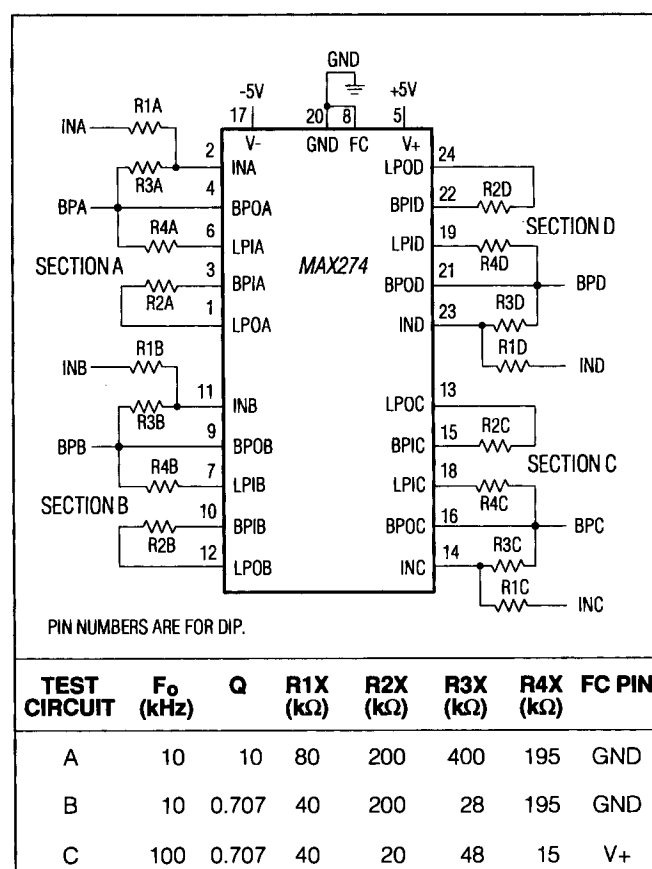 GND
-5V
+5V
17
20
8
5
V-
GND
FC
V+
INA
R1A
2
INA
R3A
4
BPA
BPOA
R4A
6
LPIA
SECTION A
3
BPIA
R2A
1
LPOA
INB
R1B
11
INB
R3B
9
BPB
BPOB
R4B
7
LPIB
SECTION B
10
BPIB
R2B
12
LPOB
MAX274
LPOD
24
R2D
BPID
22
SECTION D
LPID
19
R4D
BPOD
21
BPD
R3D
IND
23
R1D
IND
LPOC
13
R2C
BPIC
15
SECTION C
LPIC
18
R4C
BPOC
16
BPC
R3C
INC
14
R1C
INC
PIN NUMBERS ARE FOR DIP.
TEST CIRCUIT Fo (kHz) Q R1X (kΩ) R2X (kΩ) R3X (kΩ) R4X (kΩ) FC PIN
A 10 10 80 200 400 195 GND
B 10 0.707 40 200 28 195 GND
C 100 0.707 40 20 48 15 V+